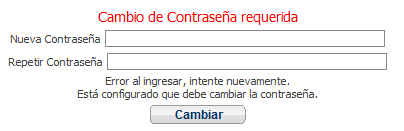 Cambio de Contraseña requerida
Nueva Contraseña
Repetir Contraseña
Error al ingresar, intente nuevamente.
Está configurado que debe cambiar la contraseña.
Cambiar